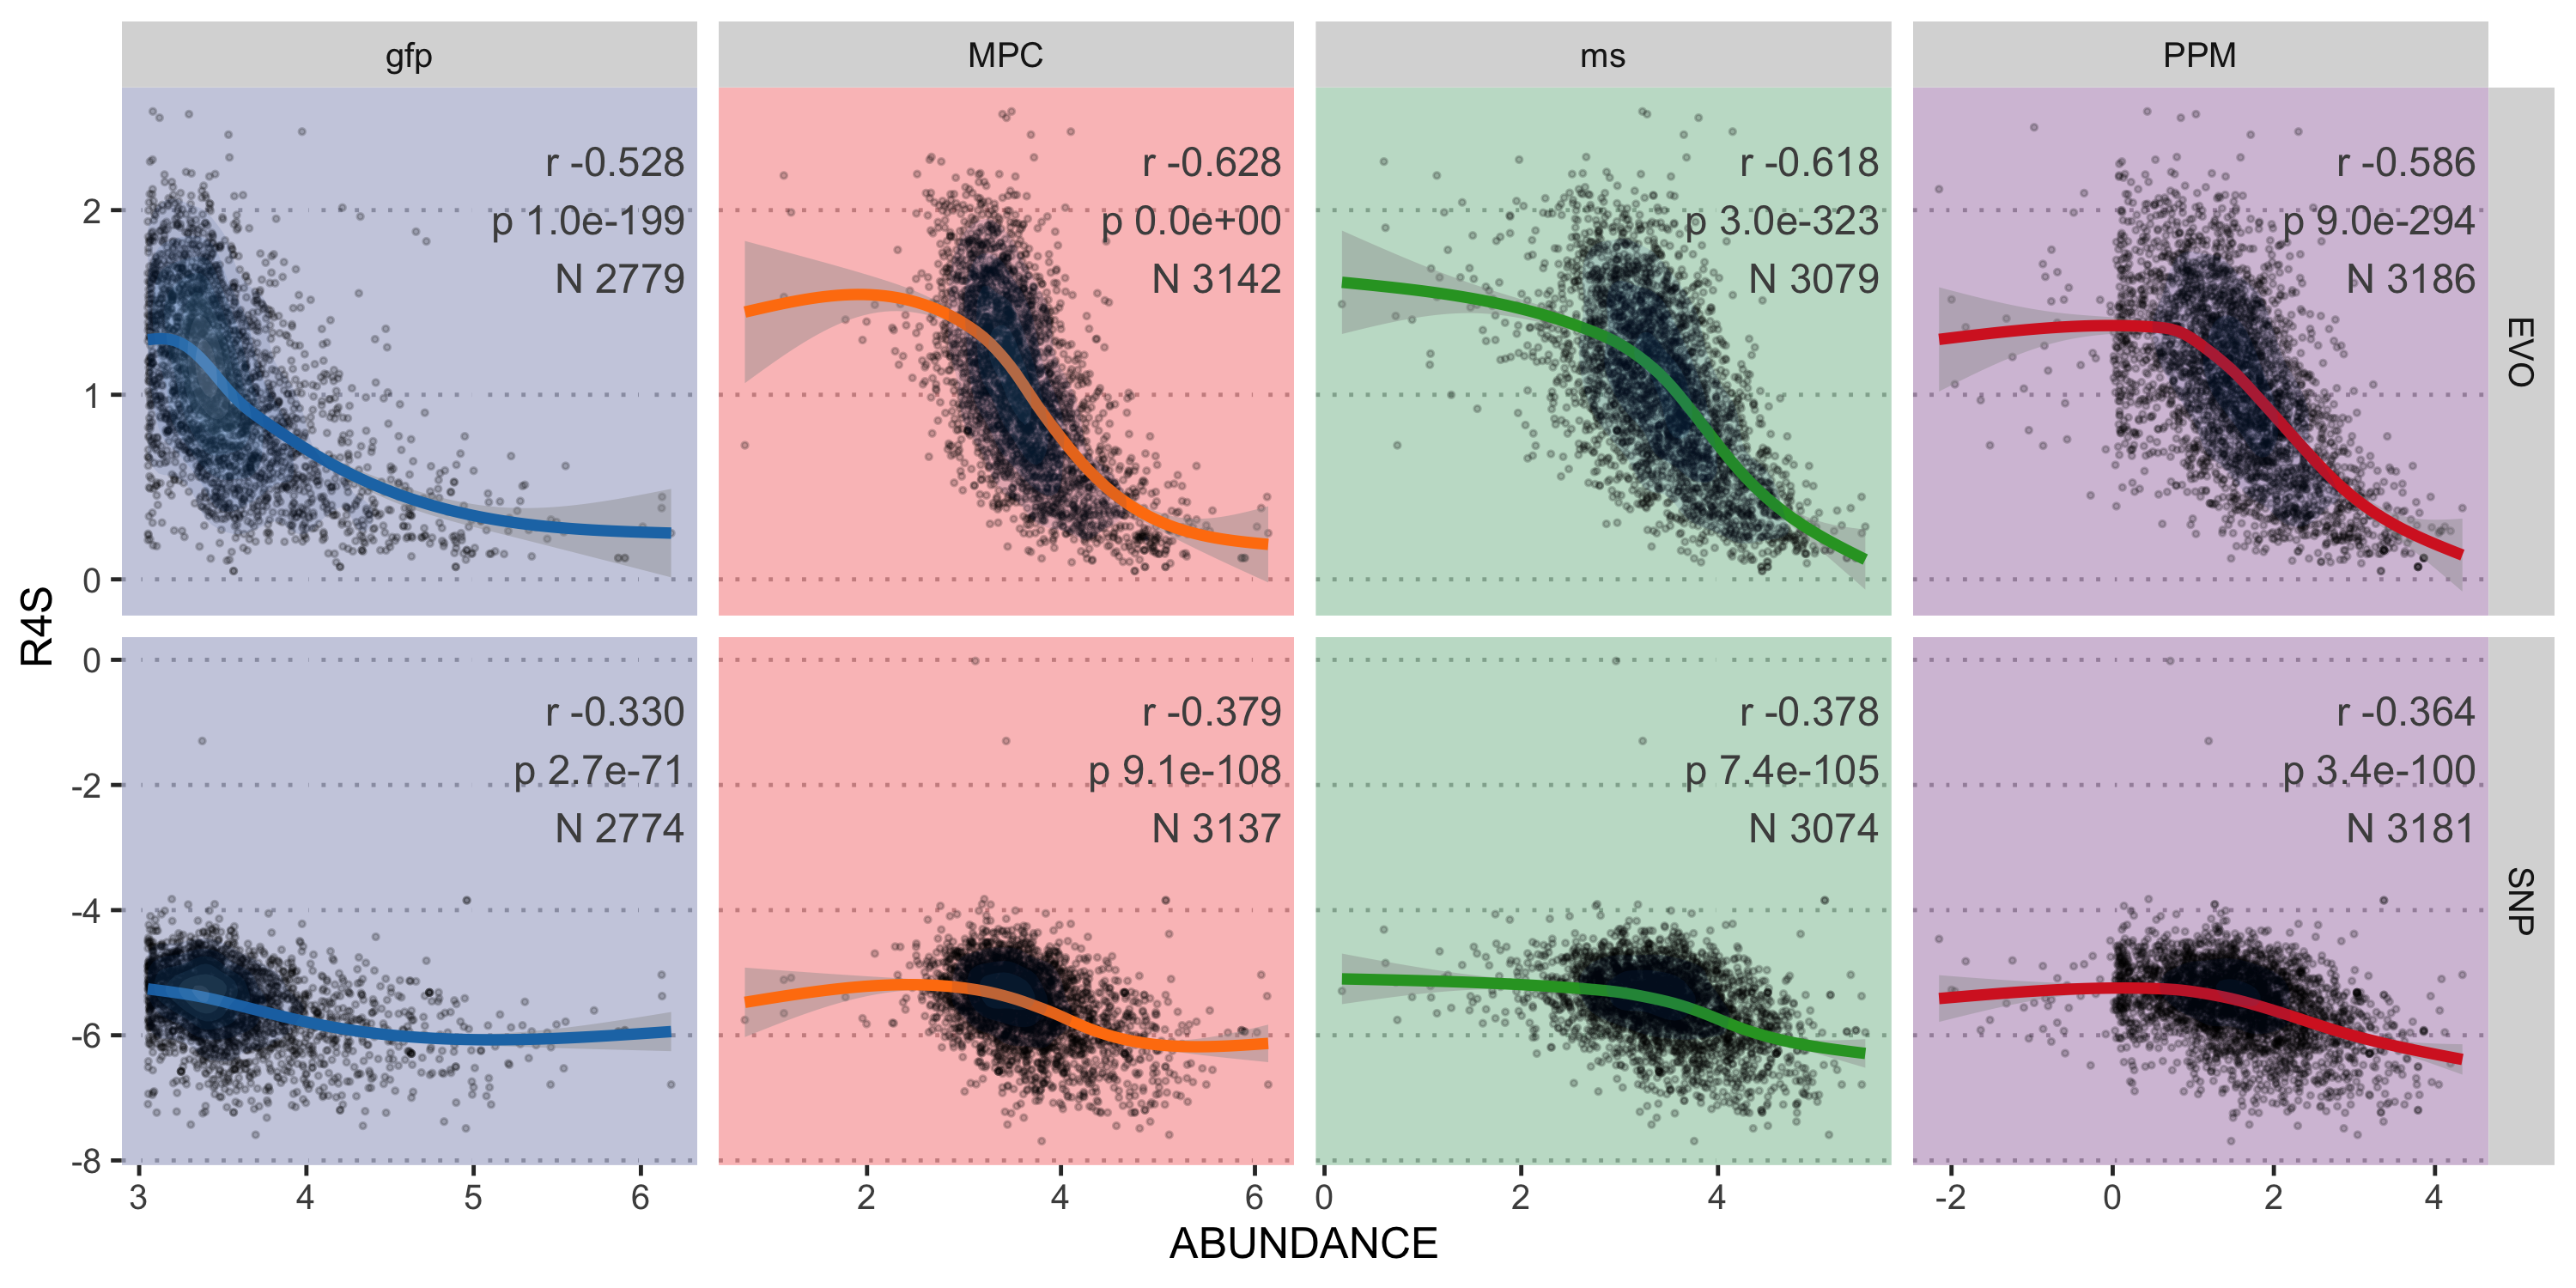 gfp
MPC
ms
PPM
r -0.528
p 1.0e-199
N 2779
r -0.628
p 0.0e+00
N 3142
r -0.618
p 3.0e-323
N 3079
r -0.586
p 9.0e-294
N 3186
EVO
2
1
0
R4S
r -0.330
p 2.7e-71
N 2774
r -0.379
p 9.1e-108
N 3137
r -0.378
p 7.4e-105
N 3074
r -0.364
p 3.4e-100
N 3181
SNP
0
-2
-4
-6
-8
3 4 5 6
2 4 6
0 2 4
-2 0 2 4
ABUNDANCE